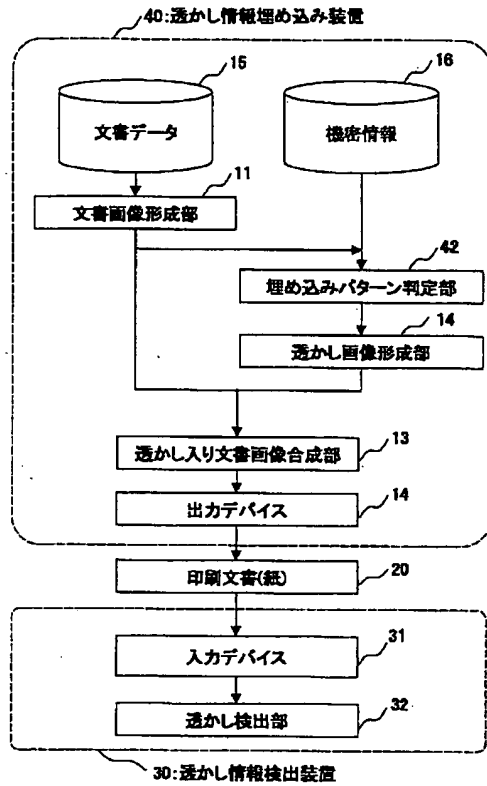 40:透かし情報埋め込み装置
15
16
文書データ
機密情報
11
文書画像形成部
42
埋め込みパターン判定部
14
透かし画像形成部
13
透かし入り文書画像合成部
14
出力デバイス
印刷文書(紙)
20
31
入力デバイス
32
透かし検出部
30:透かし情報検出装置